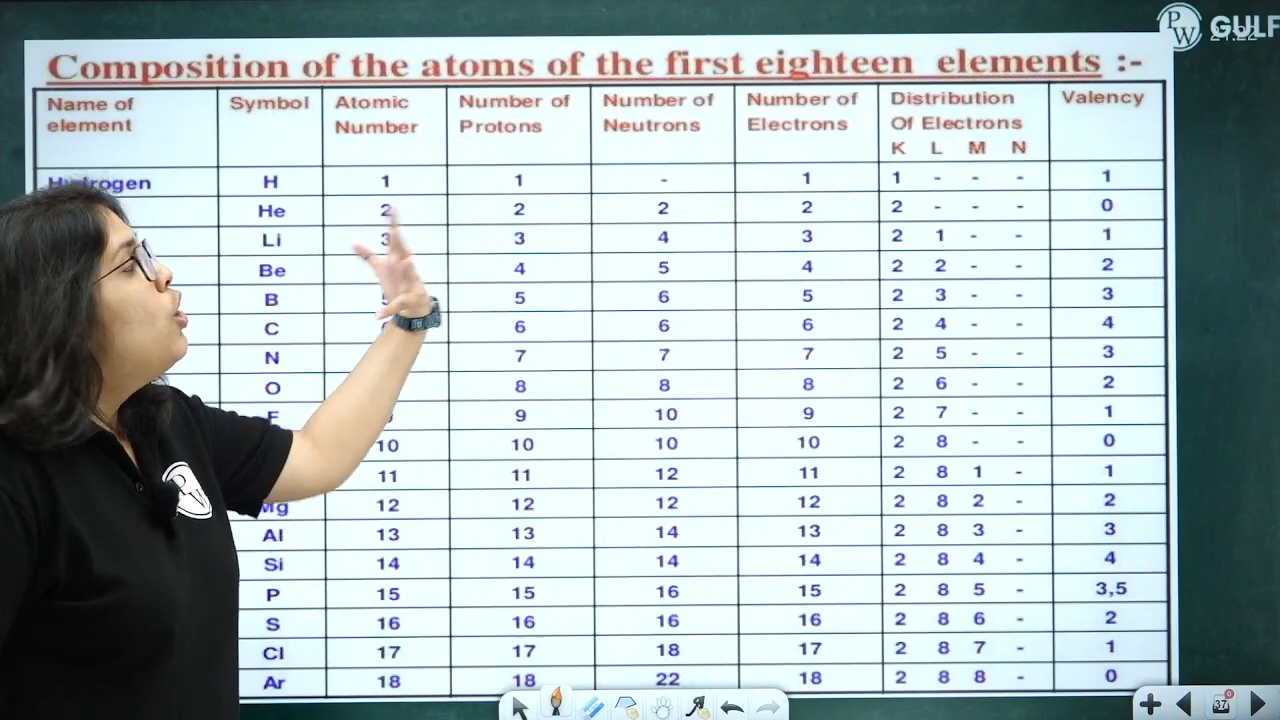 PW GULF
Composition of the atoms of the first eighteen elements :-
Name of element Symbol Atomic Number Number of Protons Number of Neutrons Number of Electrons Distribution Of Electrons K L M N Valency
Hydrogen H 1 1 - 1 1 - - - 1
He 2 2 2 2 2 - - - 0
Li 3 3 4 3 2 1 - - 1
Be 4 5 4 2 2 - - 2
B 5 6 5 2 3 - - 3
C 6 6 6 2 4 - - 4
N 7 7 7 2 5 - - 3
O 8 8 8 2 6 - - 2
F 9 10 9 2 7 - - 1
10 10 10 10 2 8 - - 0
11 11 12 11 2 8 1 - 1
Mg 12 12 12 12 2 8 2 - 2
Al 13 13 14 13 2 8 3 - 3
Si 14 14 14 14 2 8 4 - 4
P 15 15 16 15 2 8 5 - 3,5
S 16 16 16 16 2 8 6 - 2
Cl 17 17 18 17 2 8 7 - 1
Ar 18 18 22 18 2 8 8 - 0
37